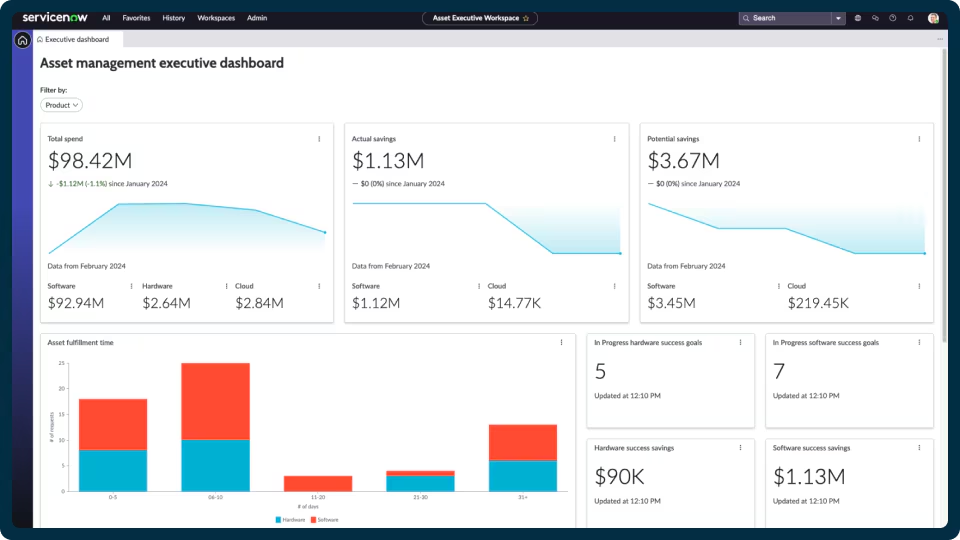 servicenow All Favorites History Workspaces Admin Asset Executive Workspace Search
Executive dashboard
Asset management executive dashboard
Filter by:
Product
Total spend
$98.42M
-$1.12M (-1.1%) since January 2024
Data from February 2024
Software Hardware Cloud
$92.94M $2.64M $2.84M
Actual savings
$1.13M
— $0 (0%) since January 2024
Data from February 2024
Software Cloud
$1.12M $14.77K
Potential savings
$3.67M
— $0 (0%) since January 2024
Data from February 2024
Software Cloud
$3.45M $219.45K
Asset fulfillment time
# of requests
25
20
15
10
5
0
0-5 06-10 11-20 21-30 31+
# of days
Hardware Software
In Progress hardware success goals
5
Updated at 12:10 PM
In Progress software success goals
7
Updated at 12:10 PM
Hardware success savings
$90K
Updated at 12:10 PM
Software success savings
$1.13M
Updated at 12:10 PM